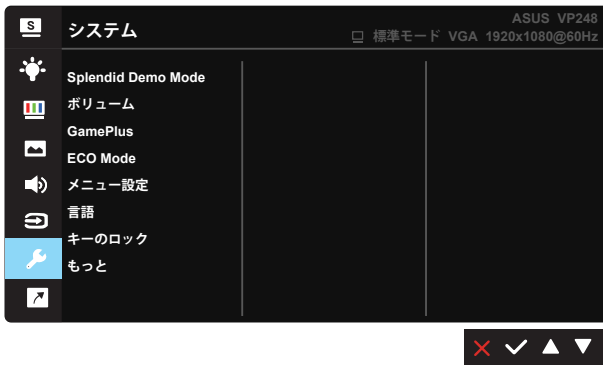 S
システム
ASUS VP248
標準モード VGA 1920x1080@60Hz
Splendid Demo Mode
ボリューム
GamePlus
ECO Mode
メニュー設定
言語
キーのロック
もっと